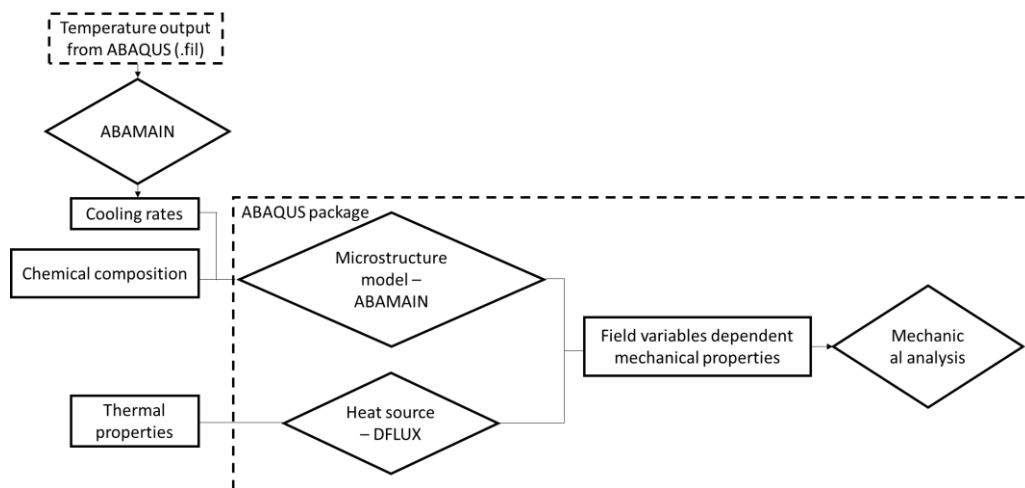 Temperature output
from ABAQUS (.fil)
ABAMAIN
Cooling rates
ABAQUS package
Chemical composition
Microstructure
model –
ABAMAIN
Field variables dependent
mechanical properties
Mechanic
al analysis
Thermal
properties
Heat source
– DFLUX